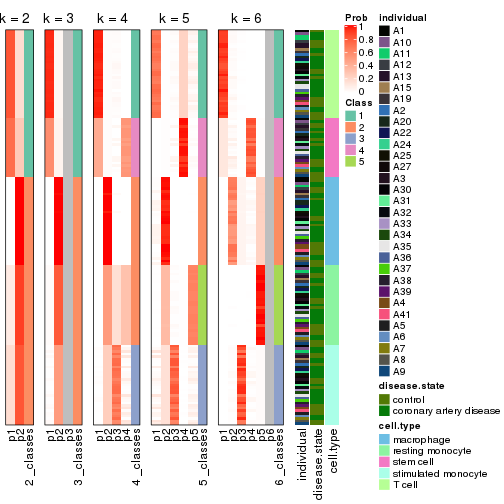 k = 2
k = 3
k = 4
k = 5
k = 6
p1
p2
2_classes
p1
p2
p3
3_classes
p1
p2
p3
p4
4_classes
p1
p2
p3
p4
p5
5_classes
p1
p2
p3
p4
p5
p6
6_classes
individual
disease.state
cell.type
Prob
1
0.8
0.6
0.4
0.2
0
Class
1
2
3
4
5
individual
A1
A10
A11
A12
A13
A15
A19
A2
A20
A22
A24
A25
A27
A3
A30
A31
A32
A33
A34
A35
A36
A37
A38
A39
A4
A41
A5
A6
A7
A8
A9
disease.state
control
coronary artery disease
cell.type
macrophage
resting monocyte
stem cell
stimulated monocyte
T cell